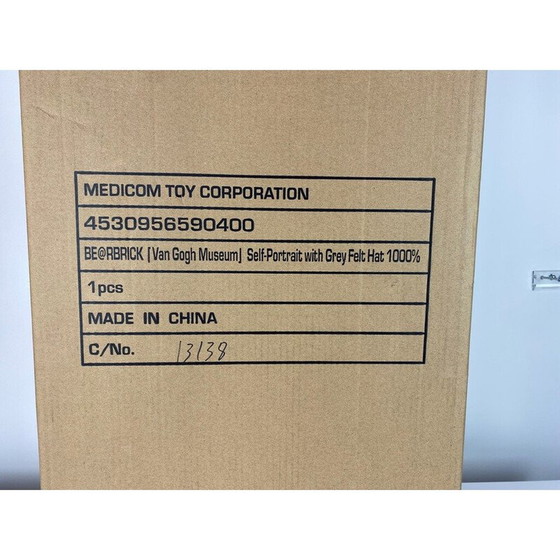 MEDICOM TOY CORPORATION
4530956590400
BE@RBRICK「Van Gogh Museum」 Self-Portrait with Grey Felt Hat 1000%
1pcs
MADE IN CHINA
C/No. 13138